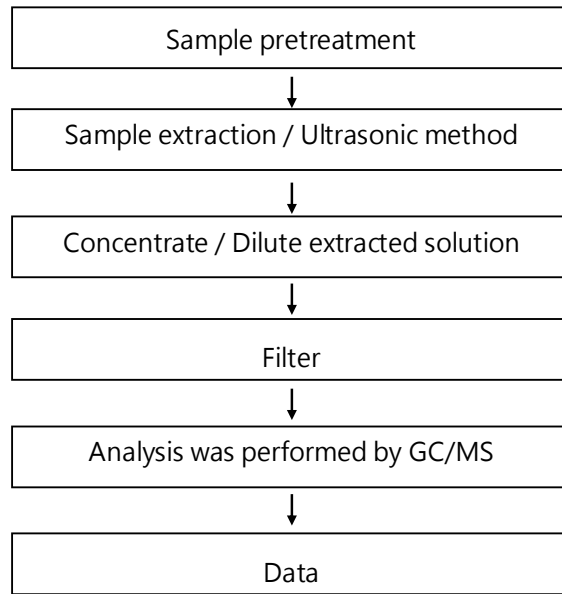 Sample pretreatment
Sample extraction / Ultrasonic method
Concentrate / Dilute extracted solution
Filter
Analysis was performed by GC/MS
Data